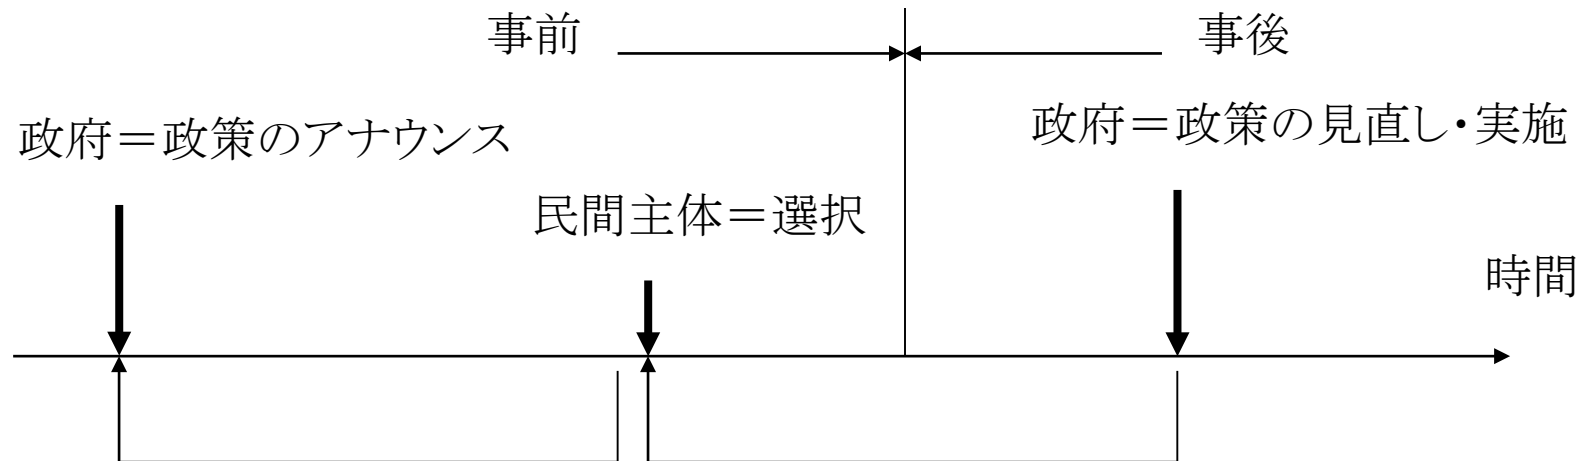 事前
事後
政府＝政策のアナウンス
政府＝政策の見直し・実施
民間主体＝選択
時間